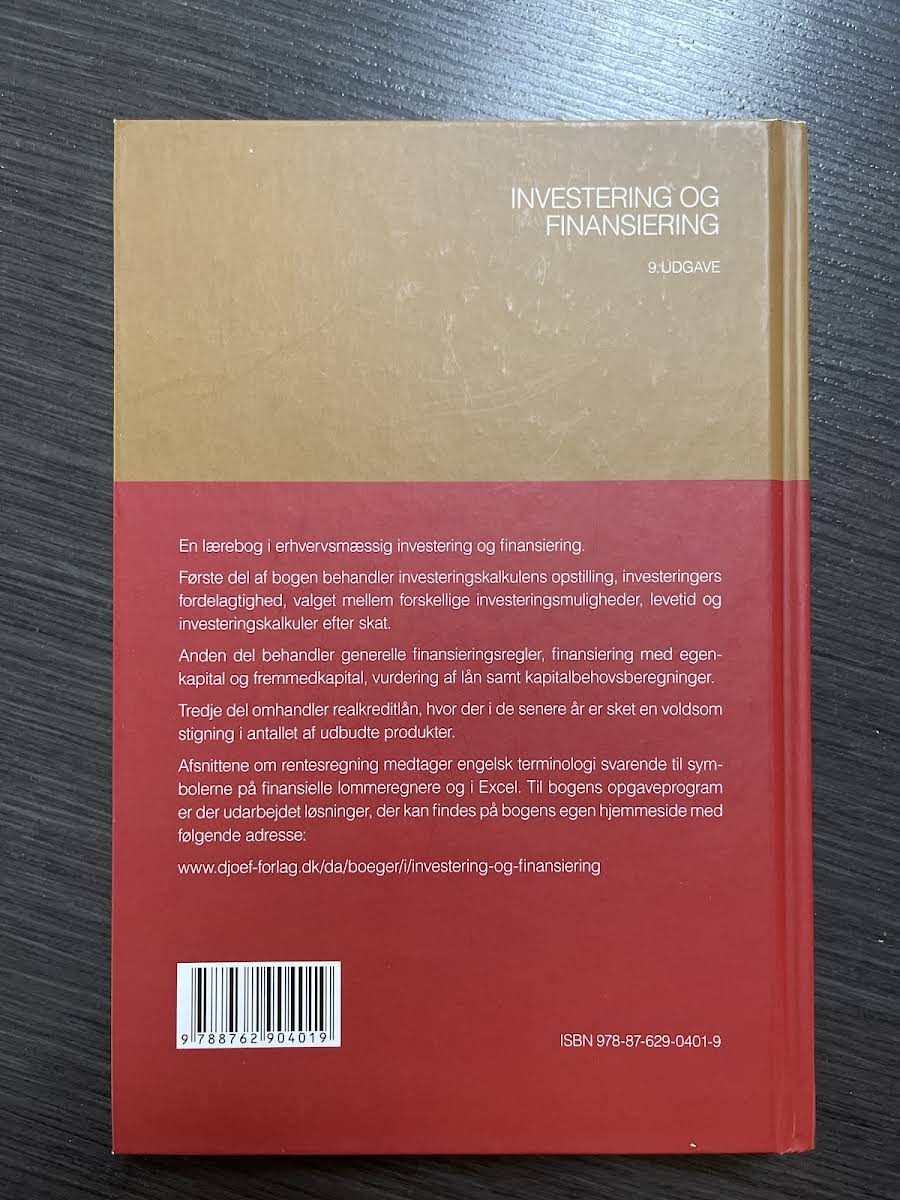 INVESTERING OG
FINANSIERING
9. UDGAVE
En lærebog i erhvervsmæssig investering og finansiering.
Første del af bogen behandler investeringskalkulens opstilling, investeringers
fordelagtighed, valget mellem forskellige investeringsmuligheder, levetid og
investeringskalkuler efter skat.
Anden del behandler generelle finansieringsregler, finansiering med egen-
kapital og fremmedkapital, vurdering af lån samt kapitalbehovsberegninger.
Tredje del omhandler realkreditlån, hvor der i de senere år er sket en voldsom
stigning i antallet af udbudte produkter.
Afsnittene om rentesregning medtager engelsk terminologi svarende til sym-
bolerne på finansielle lommeregnere og i Excel. Til bogens opgaveprogram
er der udarbejdet løsninger, der kan findes på bogens egen hjemmeside med
følgende adresse:
www.djoef-forlag.dk/da/boeger/i/investering-og-finansiering
9 788762 904019
ISBN 978-87-629-0401-9